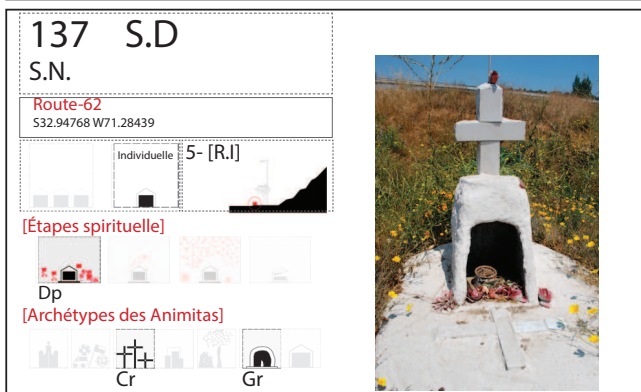 137 S.D
S.N.
Route-62
S32.94768 W71.28439
Individuelle 5- [R.I]
[Étapes spirituelle]
Dp
[Archétypes des Animitas]
Cr Gr